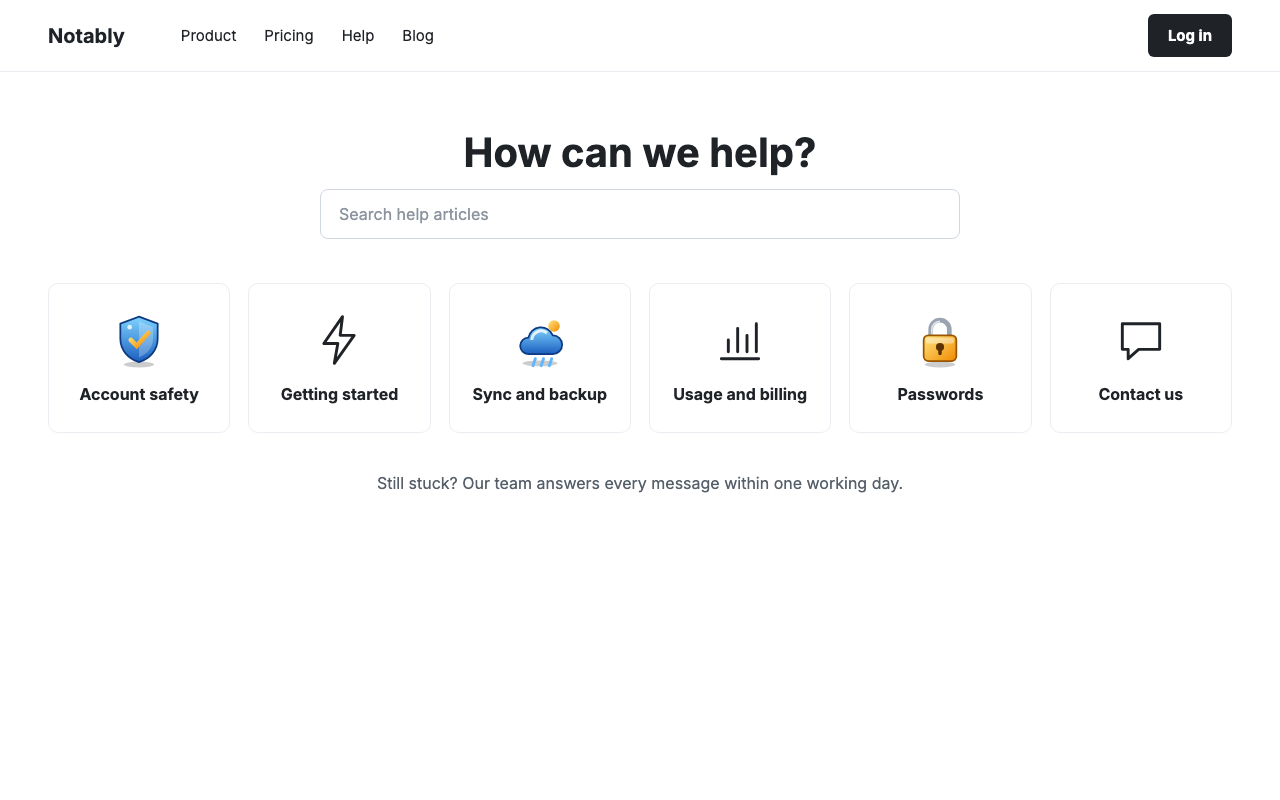 Notably
Product
Pricing
Help
Blog
Log in
How can we help?
Search help articles
Account safety
Getting started
Sync and backup
Usage and billing
Passwords
Contact us
Still stuck? Our team answers every message within one working day.